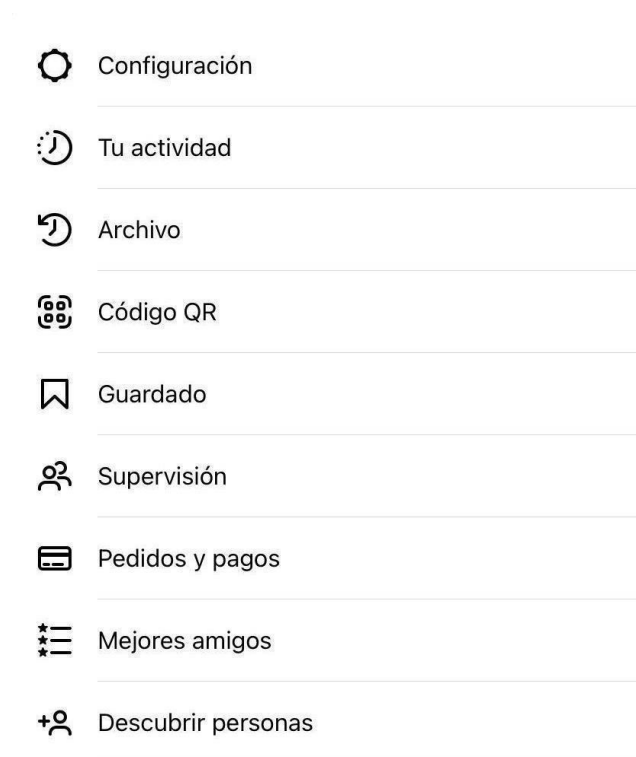 Configuración
Tu actividad
Archivo
Código QR
Guardado
Supervisión
Pedidos y pagos
Mejores amigos
Descubrir personas